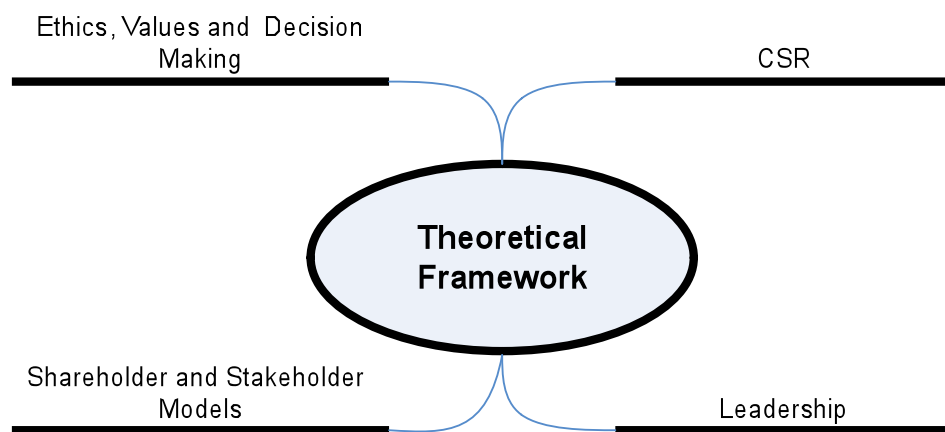 Ethics, Values and Decision
Making
CSR
Theoretical
Framework
Shareholder and Stakeholder
Models
Leadership